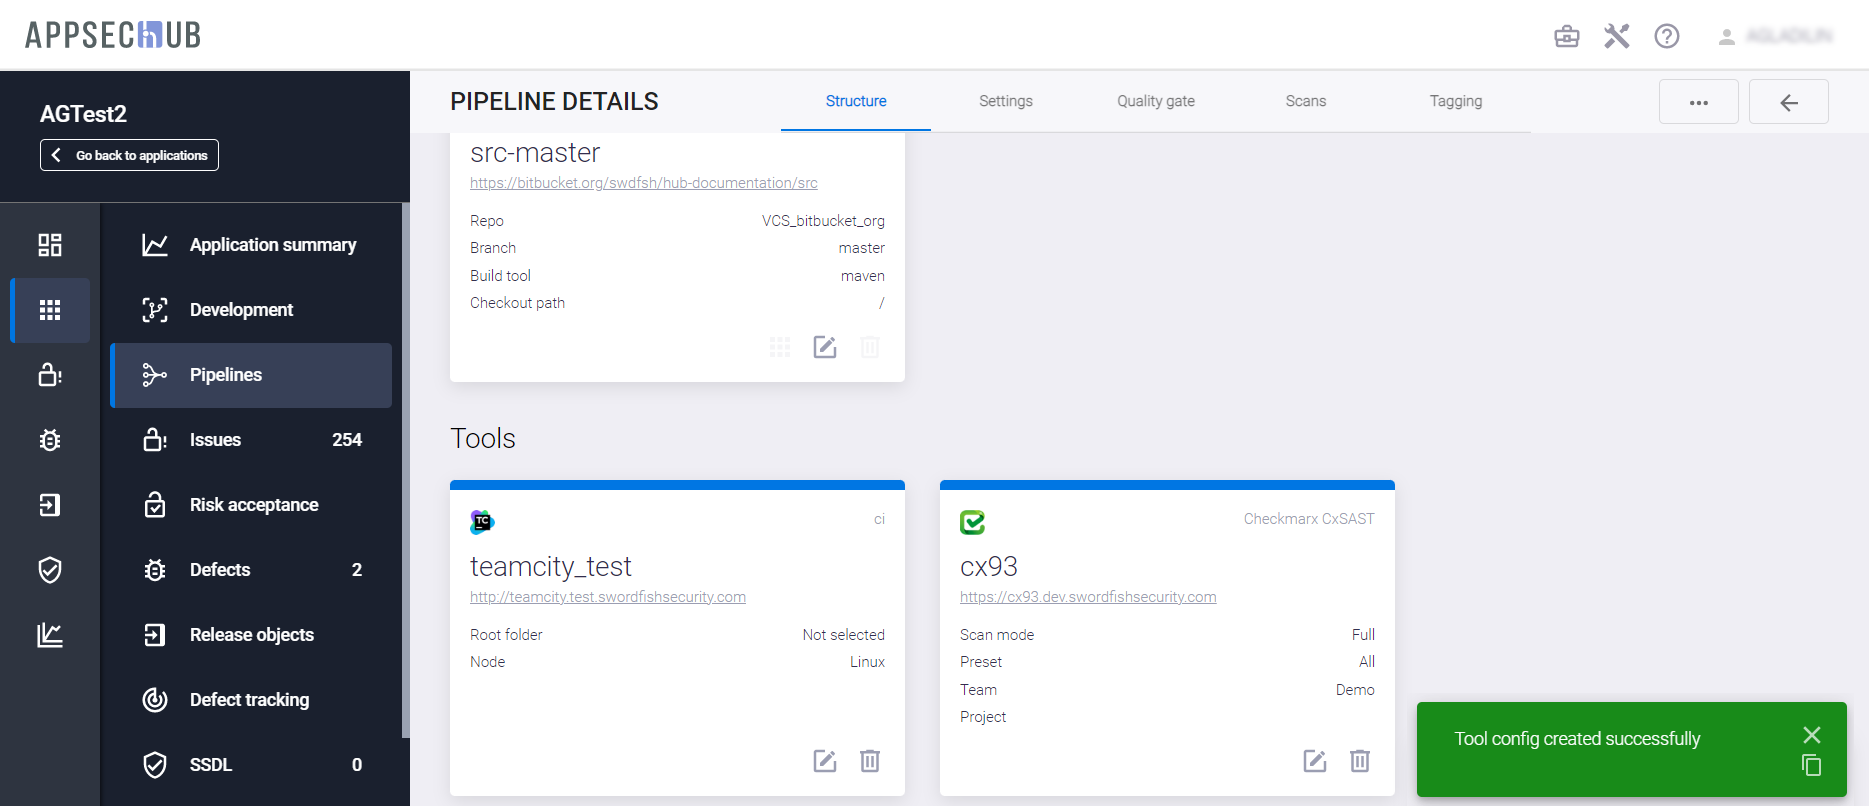 APPSECHUB
AGTest2
Go back to applications
Application summary
Development
Pipelines
Issues 254
Risk acceptance
Defects 2
Release objects
Defect tracking
SSDL 0
PIPELINE DETAILS
Structure
Settings
Quality gate
Scans
Tagging
src-master
https://bitbucket.org/swdfsh/hub-documentation/src
Repo VCS_bitbucket_org
Branch master
Build tool maven
Checkout path /
Tools
TC
ci
teamcity_test
http://teamcity.test.swordfishsecurity.com
Root folder Not selected
Node Linux
Checkmarx CxSAST
cx93
https://cx93.dev.swordfishsecurity.com
Scan mode Full
Preset All
Team Demo
Project
Tool config created successfully